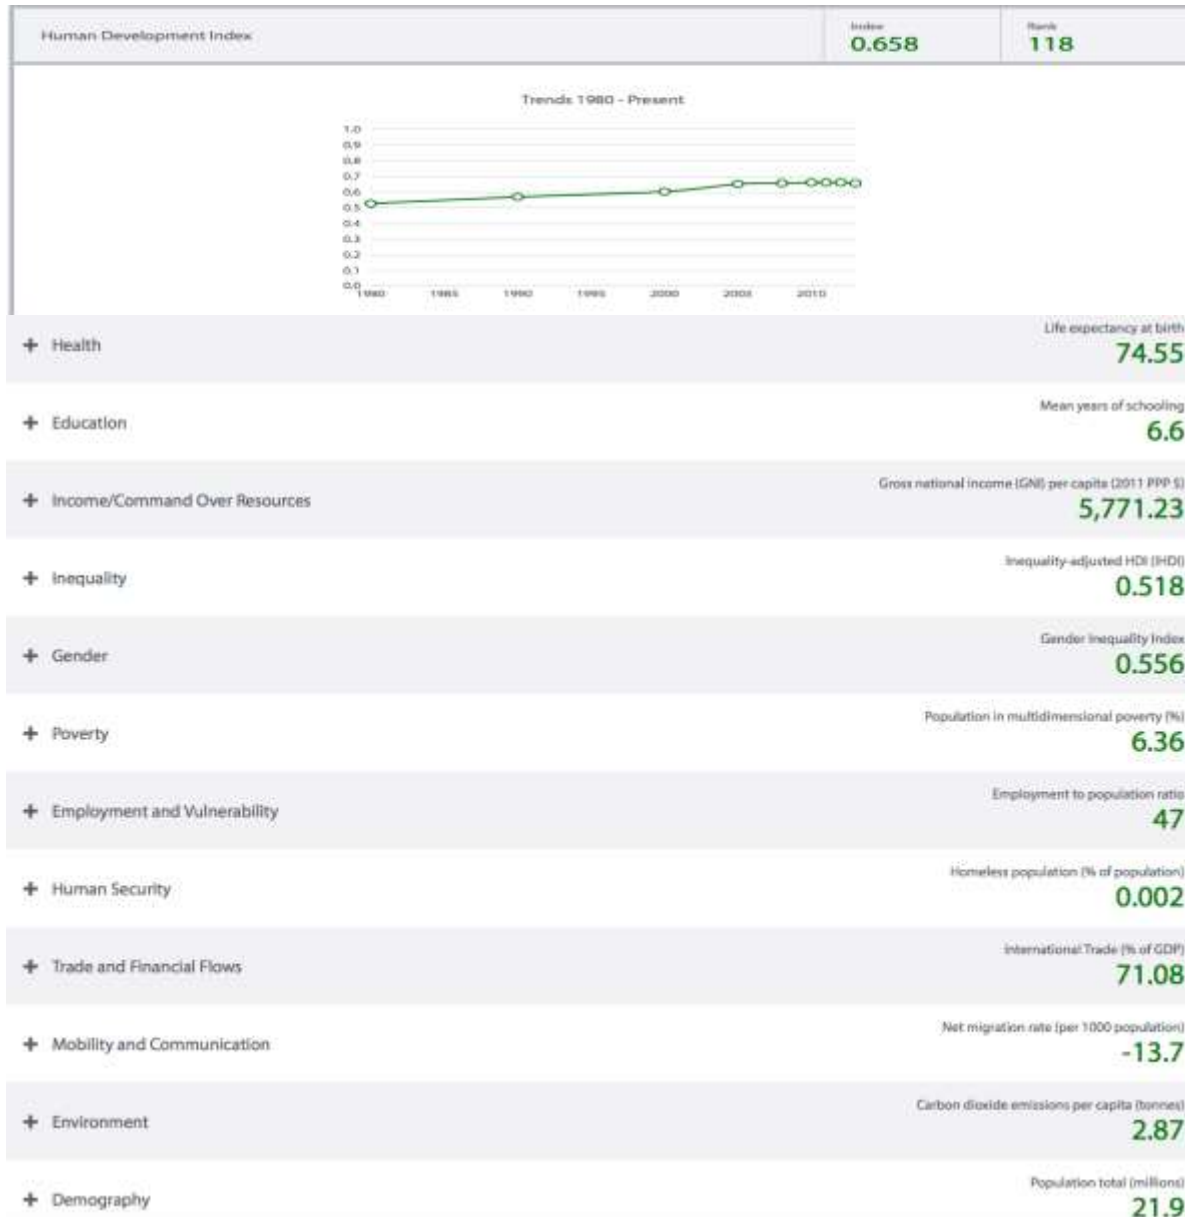 Human Development Index
Index
0.658
Rank
118
Trends 1980 - Present
1.0
0.9
0.8
0.7
0.6
0.5
0.4
0.3
0.2
0.1
0.0
1980 1985 1990 1995 2000 2005 2010
+ Health
Life expectancy at birth
74.55
+ Education
Mean years of schooling
6.6
+ Income/Command Over Resources
Gross national income (GNI) per capita (2011 PPP $)
5,771.23
+ Inequality
Inequality-adjusted HDI (IHDI)
0.518
+ Gender
Gender Inequality Index
0.556
+ Poverty
Population in multidimensional poverty (%)
6.36
+ Employment and Vulnerability
Employment to population ratio
47
+ Human Security
Homeless population (% of population)
0.002
+ Trade and Financial Flows
International Trade (% of GDP)
71.08
+ Mobility and Communication
Net migration rate (per 1000 population)
-13.7
+ Environment
Carbon dioxide emissions per capita (tonnes)
2.87
+ Demography
Population total (millions)
21.9